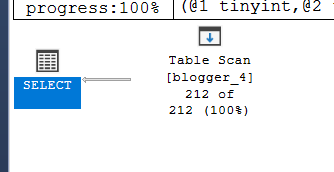 progress:100% (@1 tinyint,@2
Table Scan
[blogger_4]
212 of
212 (100%)
SELECT